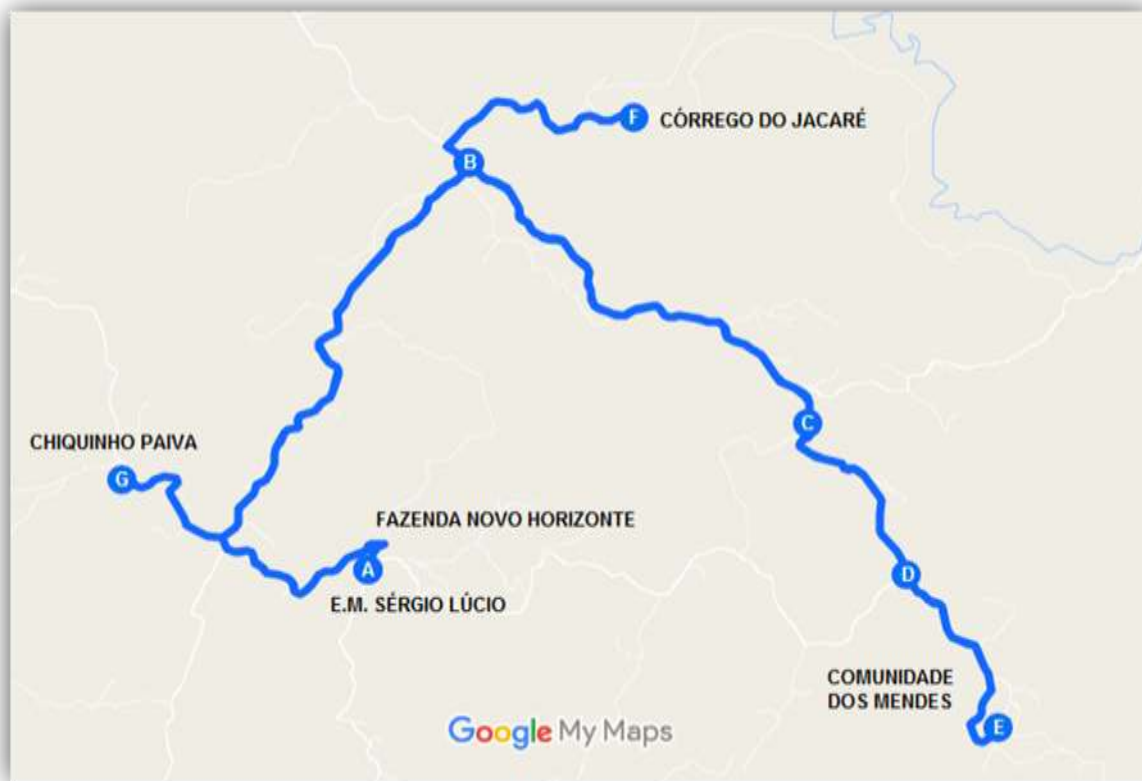 F
CÓRREGO DO JACARÉ
B
C
CHIQUINHO PAIVA
G
FAZENDA NOVO HORIZONTE
A
D
E.M. SÉRGIO LÚCIO
COMUNIDADE
DOS MENDES
E
Google My Maps